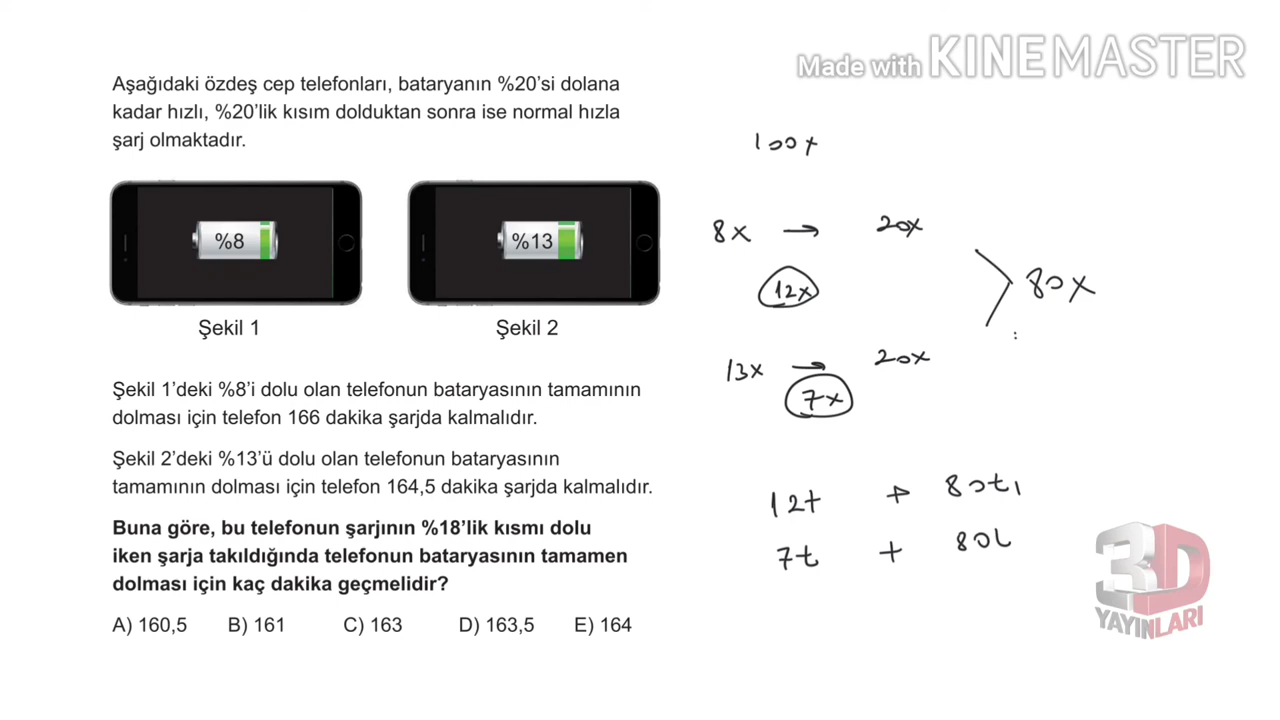 Made with KINEMASTER
Aşağıdaki özdeş cep telefonları, bataryanın %20’si dolana
kadar hızlı, %20’lik kısım dolduktan sonra ise normal hızla
şarj olmaktadır.
%8
%13
Şekil 1
Şekil 2
Şekil 1’deki %8’i dolu olan telefonun bataryasının tamamının
dolması için telefon 166 dakika şarjda kalmalıdır.
Şekil 2’deki %13’ü dolu olan telefonun bataryasının
tamamının dolması için telefon 164,5 dakika şarjda kalmalıdır.
Buna göre, bu telefonun şarjının %18’lik kısmı dolu
iken şarja takıldığında telefonun bataryasının tamamen
dolması için kaç dakika geçmelidir?
A) 160,5 B) 161 C) 163 D) 163,5 E) 164
100x
8x → 20x
12x
80x
13x → 20x
7x
12t + 80t₁
7t + 80
3D
YAYINLARI